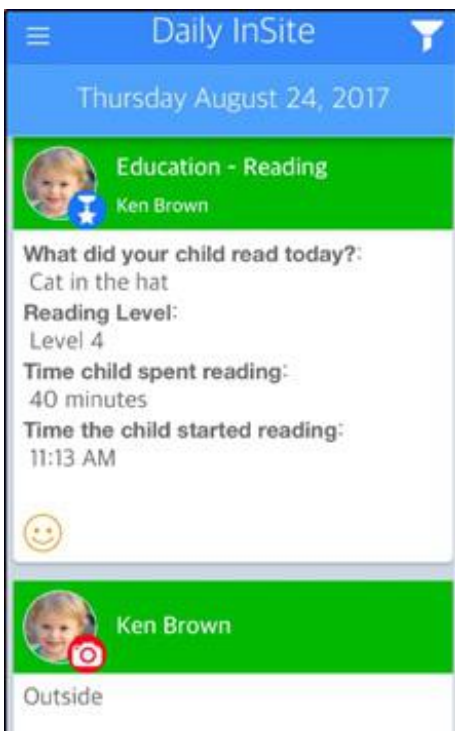 Daily InSite
Thursday August 24, 2017
Education - Reading
Ken Brown
What did your child read today?:
Cat in the hat
Reading Level:
Level 4
Time child spent reading:
40 minutes
Time the child started reading:
11:13 AM
Ken Brown
Outside